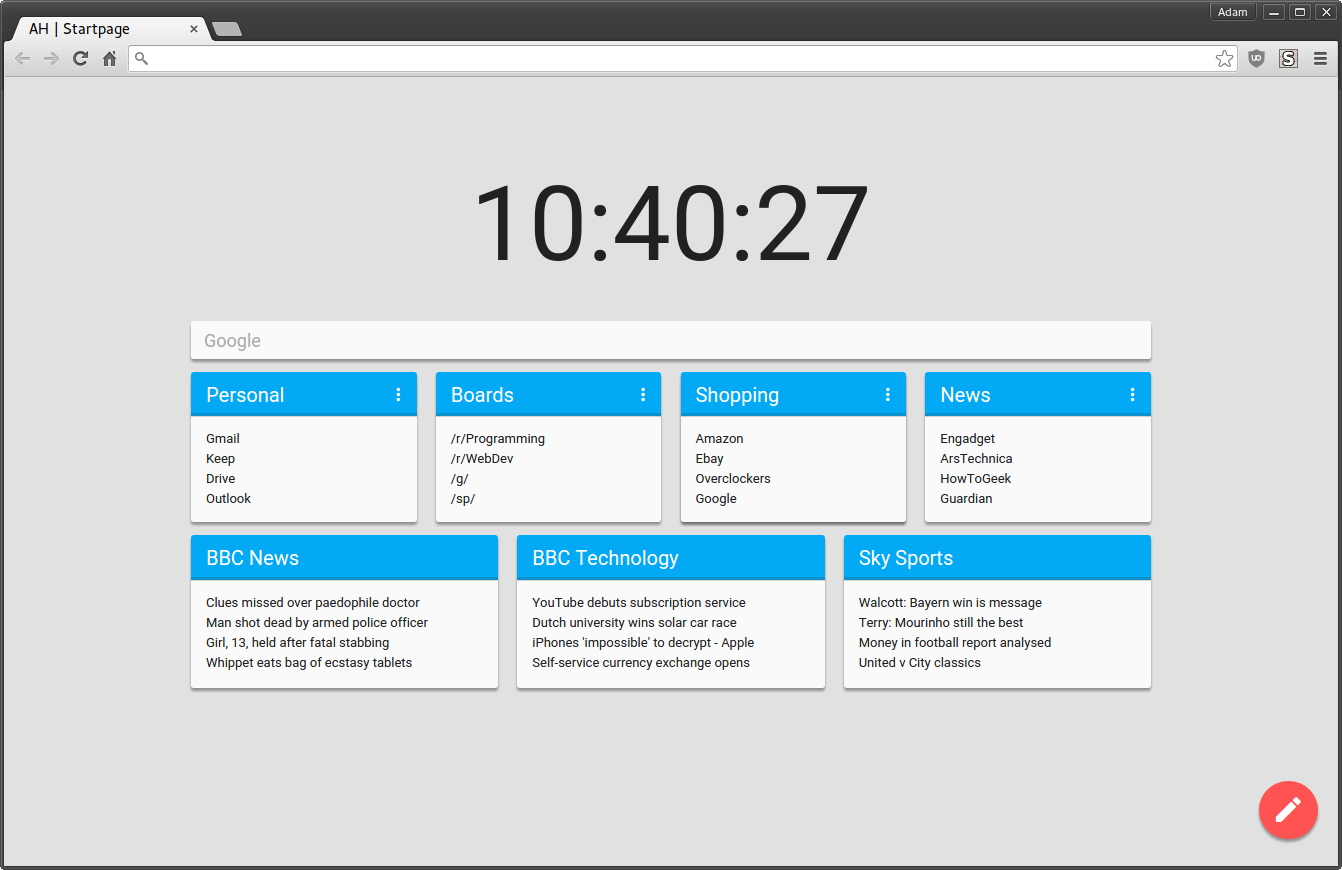 Adam
AH | Startpage
UO
S
10:40:27
Google
Personal
Gmail
Keep
Drive
Outlook
Boards
/r/Programming
/r/WebDev
/g/
/sp/
Shopping
Amazon
Ebay
Overclockers
Google
News
Engadget
ArsTechnica
HowToGeek
Guardian
BBC News
Clues missed over paedophile doctor
Man shot dead by armed police officer
Girl, 13, held after fatal stabbing
Whippet eats bag of ecstasy tablets
BBC Technology
YouTube debuts subscription service
Dutch university wins solar car race
iPhones 'impossible' to decrypt - Apple
Self-service currency exchange opens
Sky Sports
Walcott: Bayern win is message
Terry: Mourinho still the best
Money in football report analysed
United v City classics